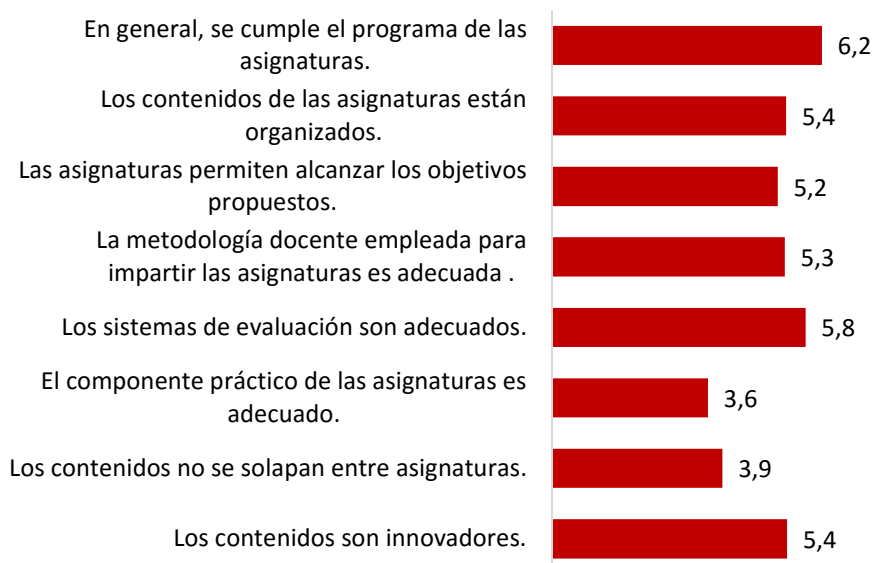 En general, se cumple el programa de las
asignaturas.
6,2
Los contenidos de las asignaturas están
organizados.
5,4
Las asignaturas permiten alcanzar los objetivos
propuestos.
5,2
La metodología docente empleada para
impartir las asignaturas es adecuada .
5,3
Los sistemas de evaluación son adecuados.
5,8
El componente práctico de las asignaturas es
adecuado.
3,6
Los contenidos no se solapan entre asignaturas.
3,9
Los contenidos son innovadores.
5,4